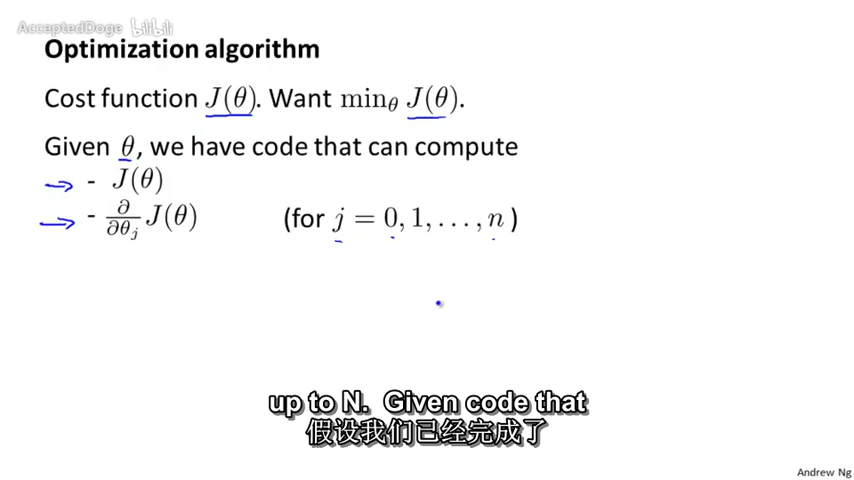 AcceptedDoge bilibili
Optimization algorithm
Cost function J(θ). Want min_θ J(θ).
Given θ, we have code that can compute
- J(θ)
- ∂/∂θ_j J(θ) (for j = 0, 1, . . . , n )
up to N. Given code that
假设我们已经完成了
Andrew Ng